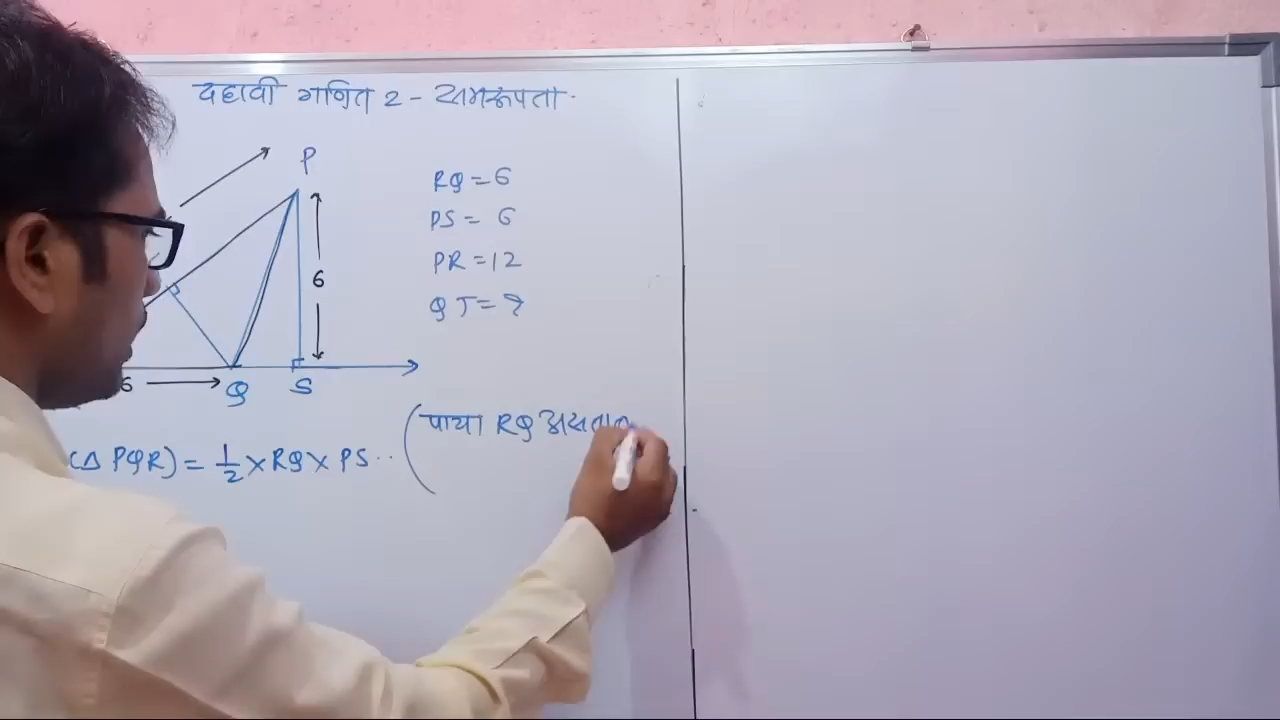 दहावी गणित 2 - समरूपता.
P
RQ = 6
PS = 6
6
PR = 12
QT = ?
6
Q S
पाया RQ असतान
(Δ PQR) = 1/2 × RQ × PS .. (